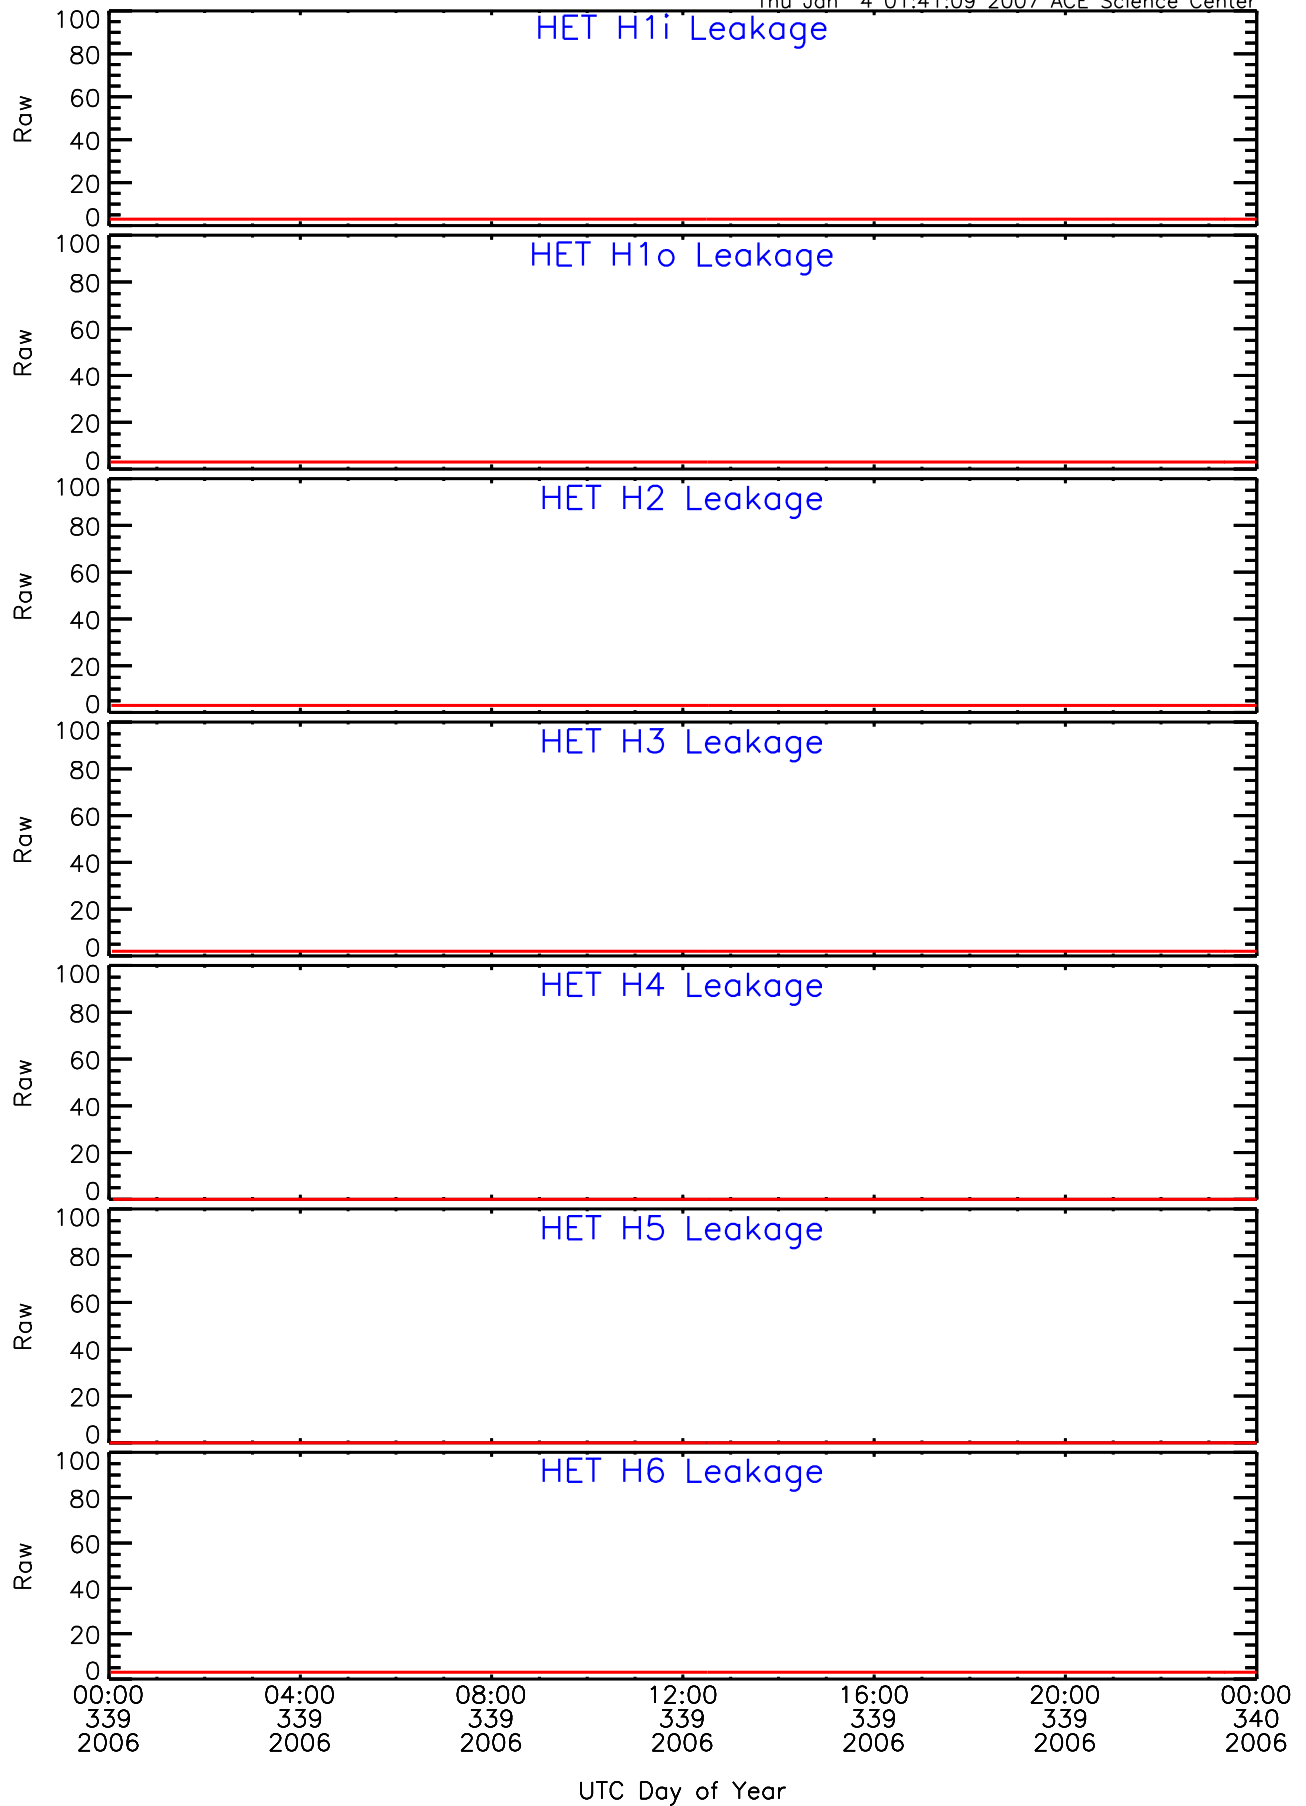 Thu Jan 4 01:41:09 2007 ACE Science Center
HET H1i Leakage
100
80
60
40
20
0
Raw
HET H1o Leakage
100
80
60
40
20
0
Raw
HET H2 Leakage
100
80
60
40
20
0
Raw
HET H3 Leakage
100
80
60
40
20
0
Raw
HET H4 Leakage
100
80
60
40
20
0
Raw
HET H5 Leakage
100
80
60
40
20
0
Raw
HET H6 Leakage
100
80
60
40
20
0
Raw
00:00 04:00 08:00 12:00 16:00 20:00 00:00
339 339 339 339 339 339 340
2006 2006 2006 2006 2006 2006 2006
UTC Day of Year